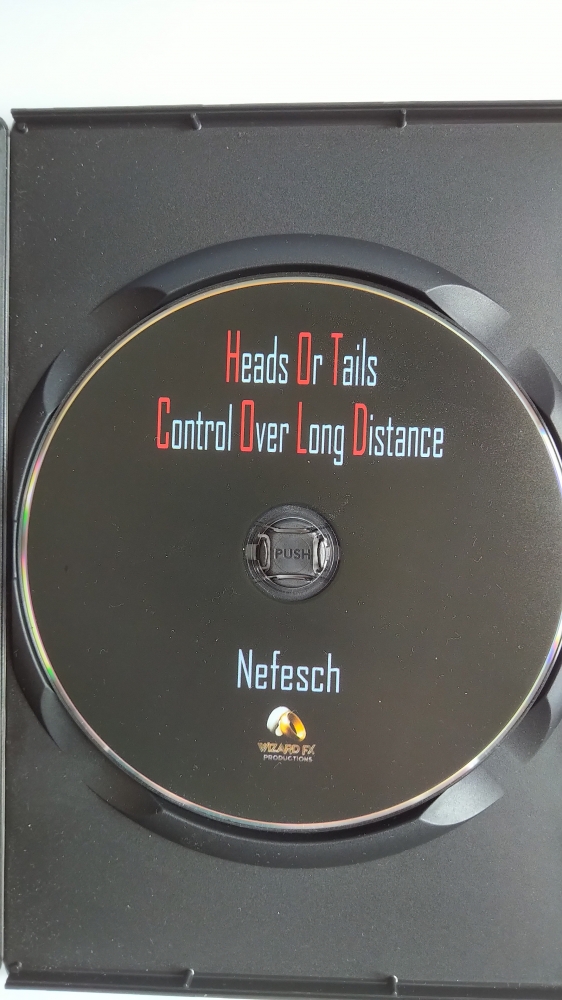 Heads Or Tails
Control Over Long Distance
PUSH
Nefesch
WIZARD FX
PRODUCTIONS